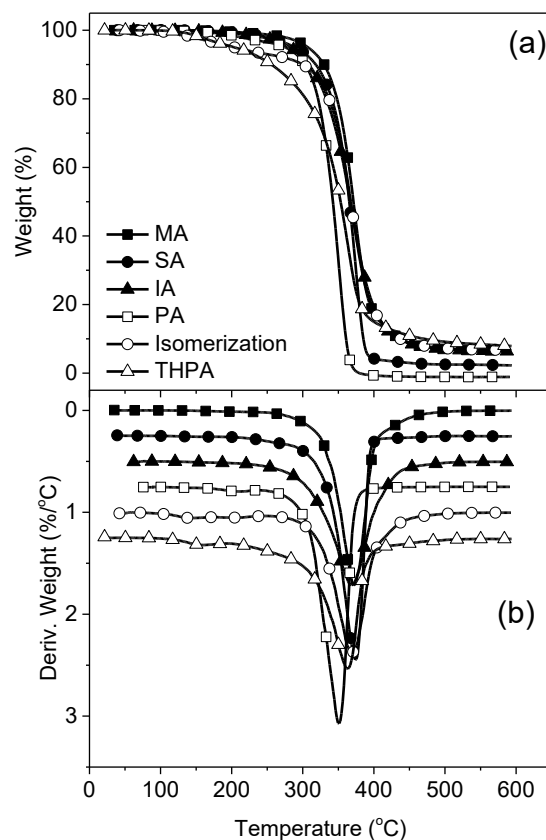 100
80
60
40
20
0
Weight (%)
(a)
MA
SA
IA
PA
Isomerization
THPA
0
1
2
3
Deriv. Weight (%/°C)
(b)
0 100 200 300 400 500 600
Temperature (°C)